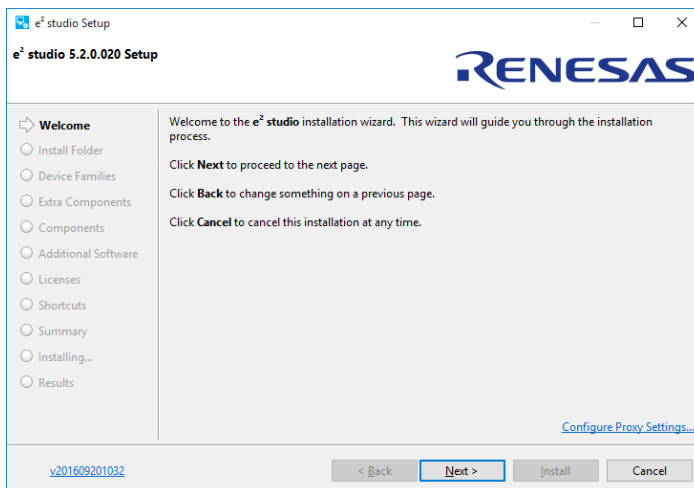 e² studio Setup
e² studio 5.2.0.020 Setup
RENESAS
Welcome
Install Folder
Device Families
Extra Components
Components
Additional Software
Licenses
Shortcuts
Summary
Installing...
Results
Welcome to the e² studio installation wizard.  This wizard will guide you through the installation
process.
Click Next to proceed to the next page.
Click Back to change something on a previous page.
Click Cancel to cancel this installation at any time.
Configure Proxy Settings...
v201609201032
< Back
Next >
Install
Cancel